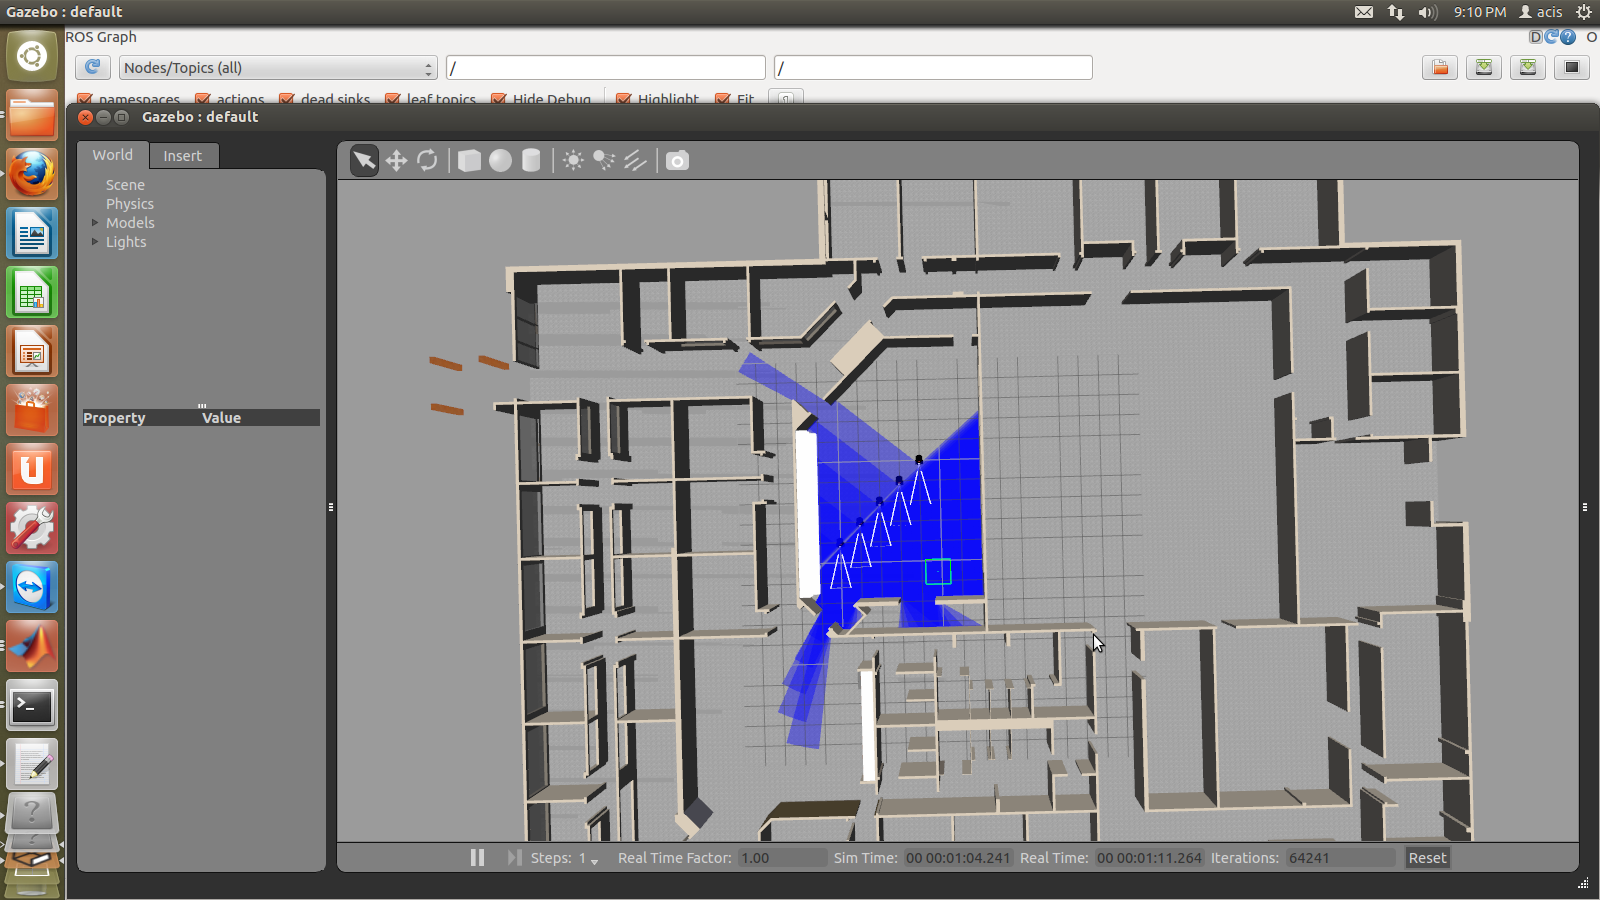 Gazebo : default
9:10 PM
acis
ROS Graph
D
O
Nodes/Topics (all)
/
/
namespaces
actions
dead sinks
leaf topics
Hide Debug
Highlight
Fit
Gazebo : default
World
Insert
Scene
Physics
Models
Lights
Property
Value
Steps: 1
Real Time Factor: 1.00
Sim Time: 00 00:01:04.241
Real Time: 00 00:01:11.264
Iterations: 64241
Reset